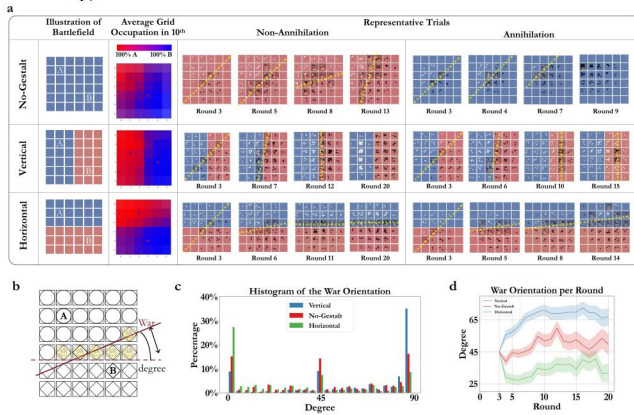 a
Illustration of Battlefield
Average Grid Occupation in 10th
Representative Trials
Non-Annihilation
Annihilation
100% A
100% B
No-Gestalt
A
B
Round 3 Round 5 Round 8 Round 13 Round 3 Round 4 Round 7 Round 9
Vertical
A
B
Round 3 Round 7 Round 12 Round 20 Round 3 Round 6 Round 10 Round 15
Horizontal
A
B
Round 3 Round 6 Round 11 Round 20 Round 3 Round 5 Round 8 Round 14
b
A
B
War
degree
c
Histogram of the War Orientation
40%
30%
20%
10%
0%
Percentage
Vertical
No-Gestalt
Horizontal
0 45 90
Degree
d
War Orientation per Round
Vertical
No-Gestalt
Horizontal
65
45
25
Degree
0 3 5 10 15 20
Round